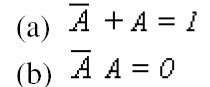 (a) A̅ + A = 1
(b) A̅ A = 0